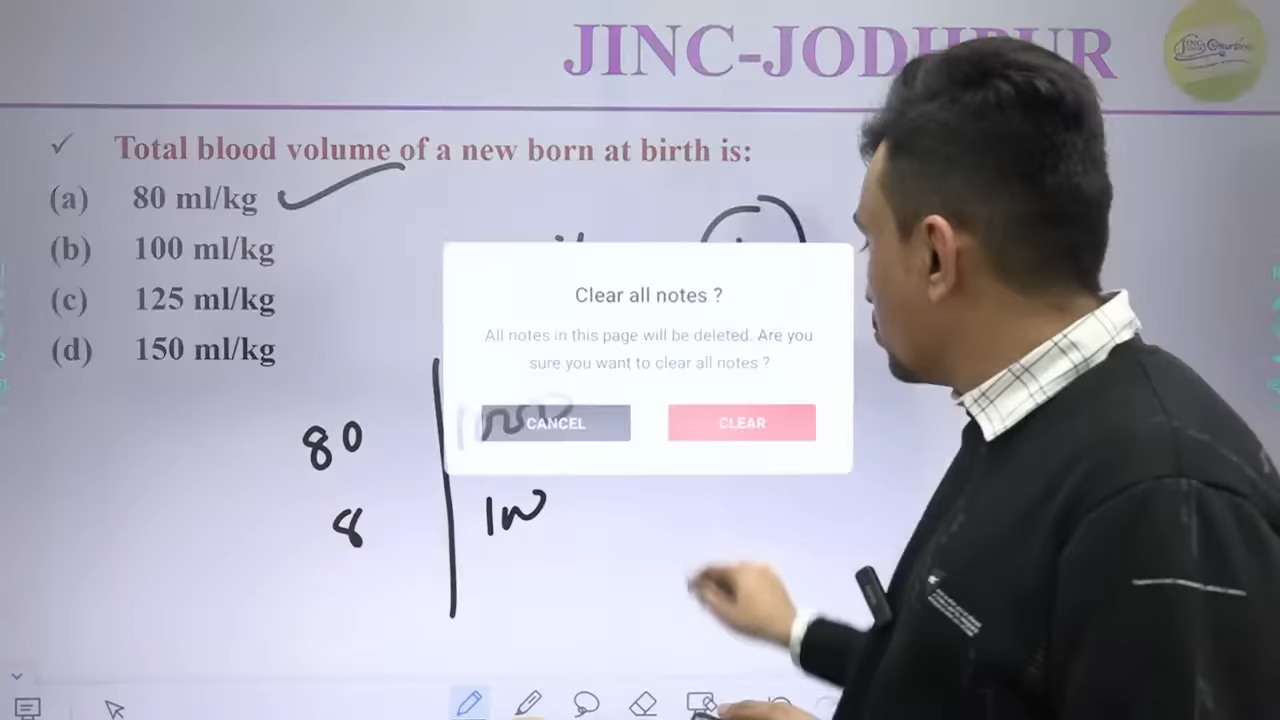 JINC-JODHPUR
✓ Total blood volume of a new born at birth is:
(a) 80 ml/kg
(b) 100 ml/kg
(c) 125 ml/kg
(d) 150 ml/kg
Clear all notes ?
All notes in this page will be deleted. Are you
sure you want to clear all notes ?
CANCEL CLEAR
80
8 100